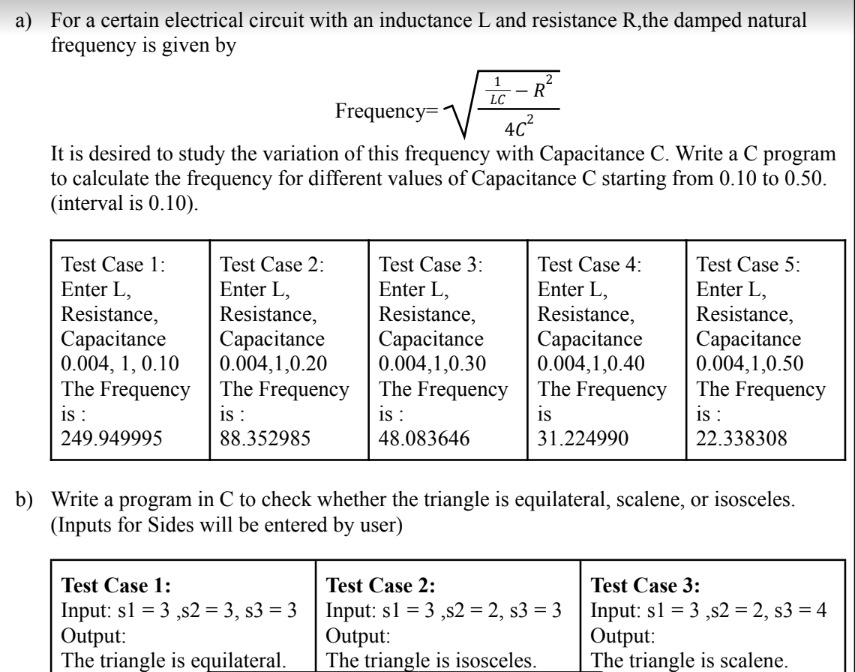 a) For a certain electrical circuit with an inductance L and resistance R,the damped natural
frequency is given by
Frequency= √((1/LC − R²) / 4C²)
It is desired to study the variation of this frequency with Capacitance C. Write a C program
to calculate the frequency for different values of Capacitance C starting from 0.10 to 0.50.
(interval is 0.10).
Test Case 1:
Enter L,
Resistance,
Capacitance
0.004, 1, 0.10
The Frequency
is :
249.949995
Test Case 2:
Enter L,
Resistance,
Capacitance
0.004,1,0.20
The Frequency
is :
88.352985
Test Case 3:
Enter L,
Resistance,
Capacitance
0.004,1,0.30
The Frequency
is :
48.083646
Test Case 4:
Enter L,
Resistance,
Capacitance
0.004,1,0.40
The Frequency
is
31.224990
Test Case 5:
Enter L,
Resistance,
Capacitance
0.004,1,0.50
The Frequency
is :
22.338308
b) Write a program in C to check whether the triangle is equilateral, scalene, or isosceles.
(Inputs for Sides will be entered by user)
Test Case 1:
Input: s1 = 3 ,s2 = 3, s3 = 3
Output:
The triangle is equilateral.
Test Case 2:
Input: s1 = 3 ,s2 = 2, s3 = 3
Output:
The triangle is isosceles.
Test Case 3:
Input: s1 = 3 ,s2 = 2, s3 = 4
Output:
The triangle is scalene.